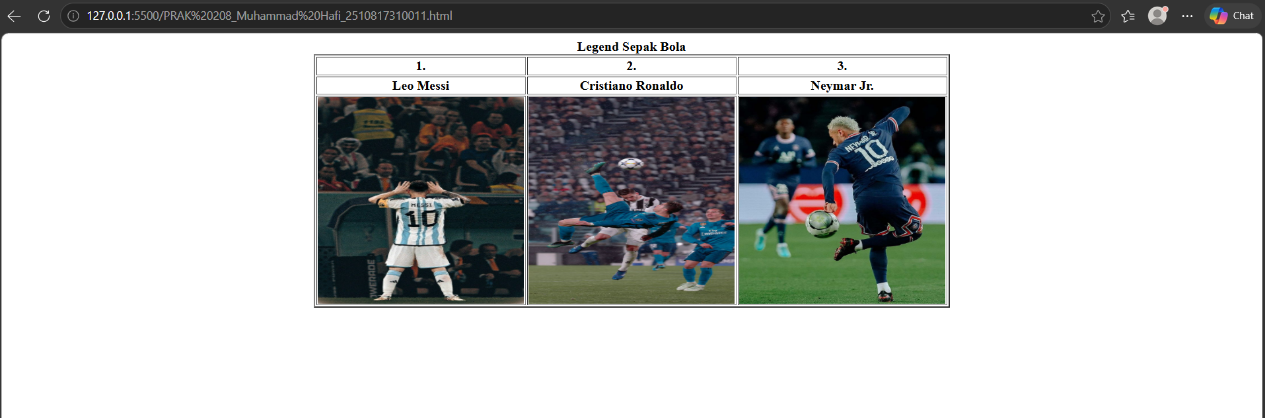 127.0.0.1:5500/PRAK%208_Muhammad%20Hafi_2510817310011.html
Chat
Legend Sepak Bola
1. 2. 3.
Leo Messi Cristiano Ronaldo Neymar Jr.
MESSI
10
NEYMAR JR
10